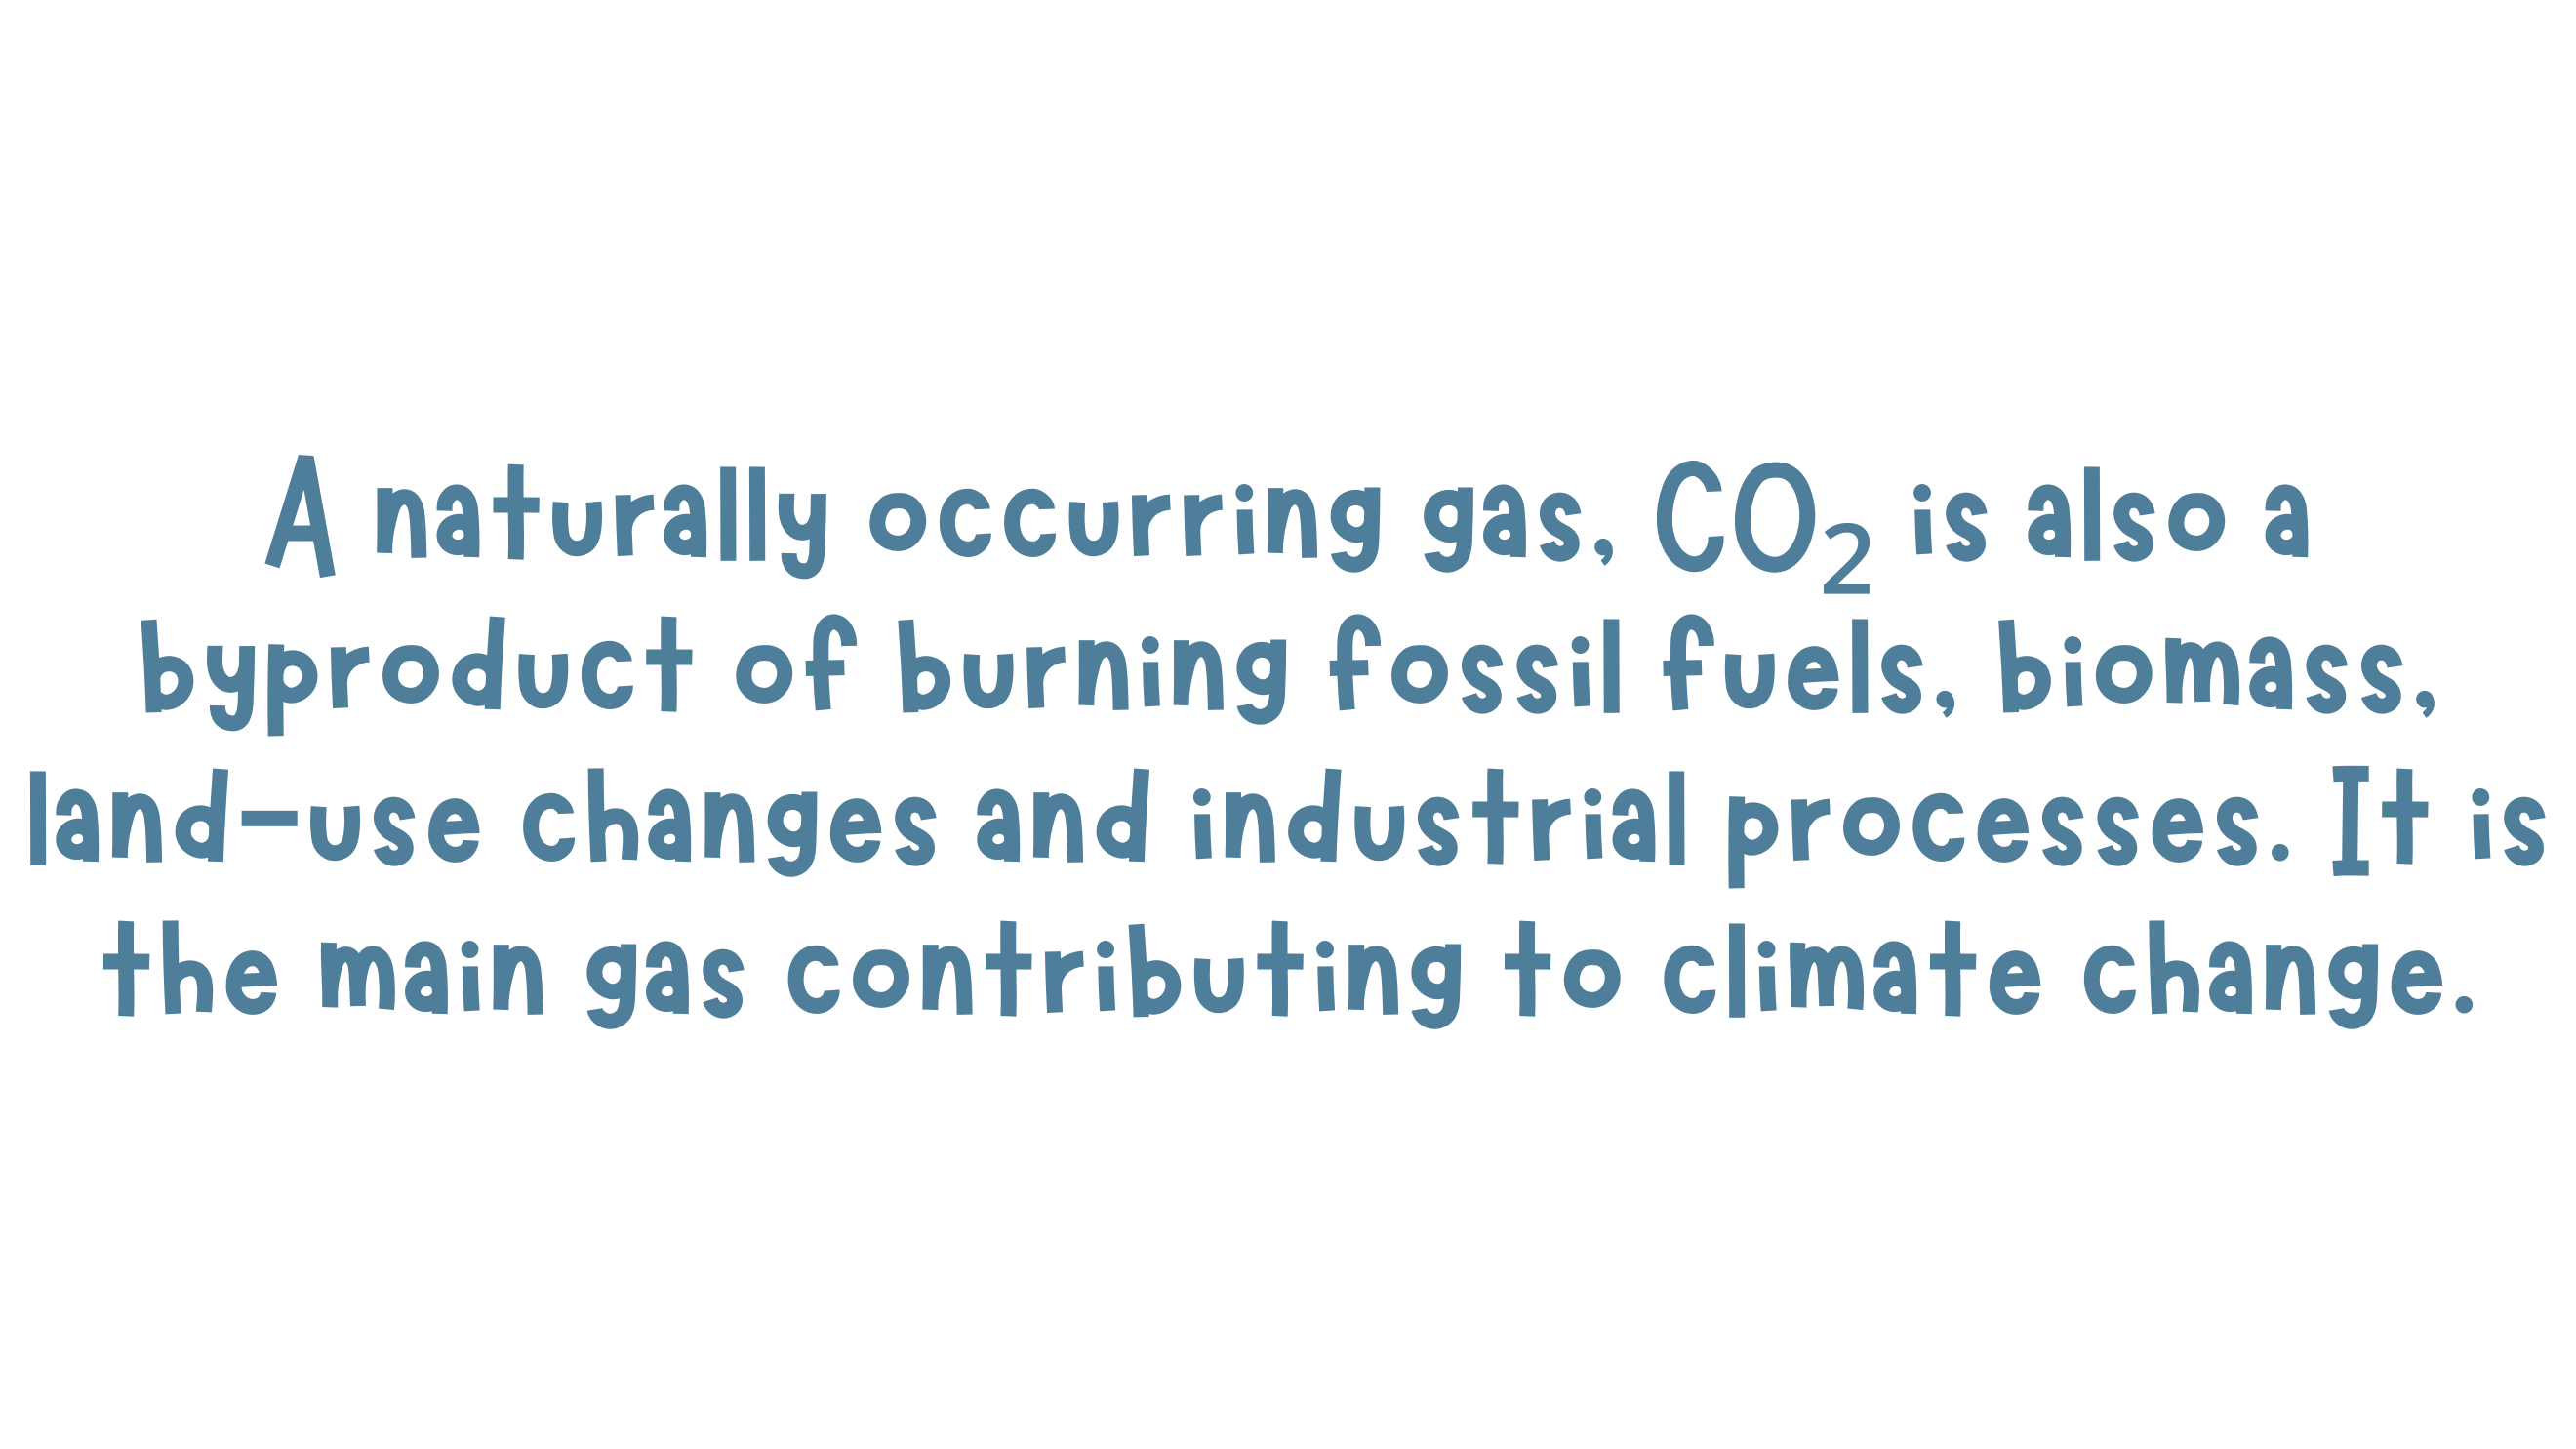 A naturally occurring gas, CO₂ is also a
byproduct of burning fossil fuels, biomass,
land-use changes and industrial processes. It is
the main gas contributing to climate change.